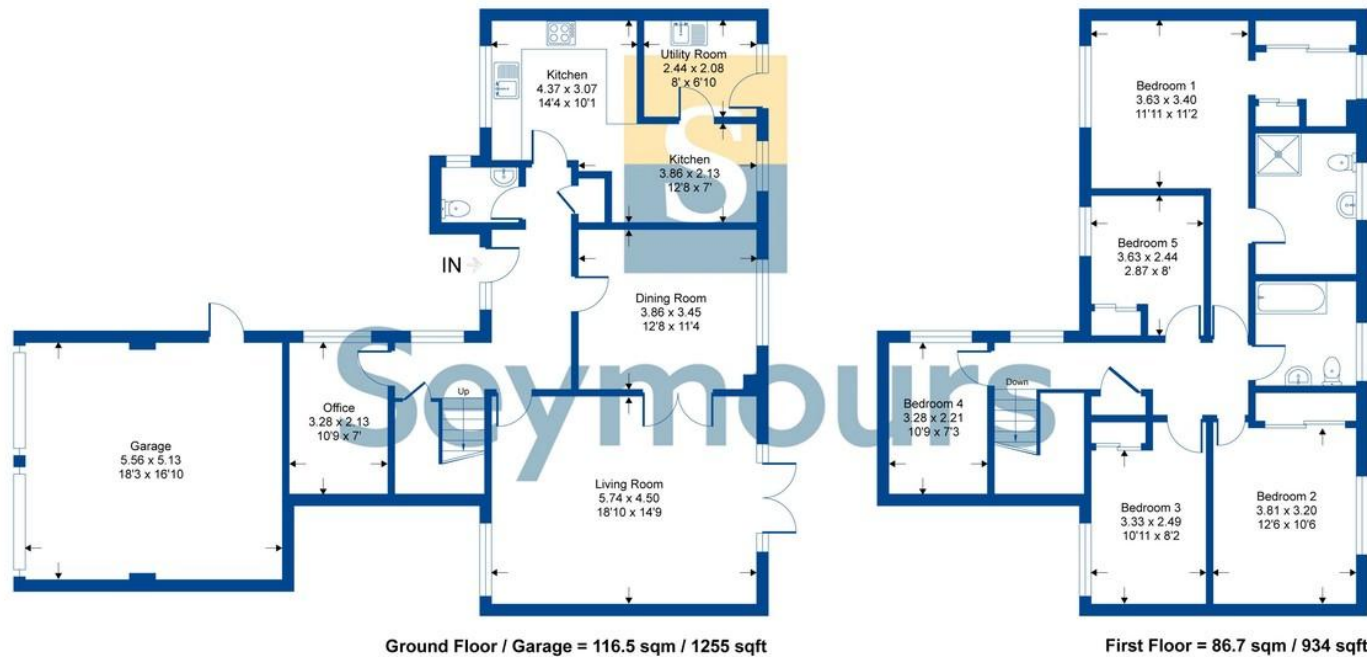 Kitchen
4.37 x 3.07
14'4 x 10'1
Utility Room
2.44 x 2.08
8' x 6'10
Kitchen
3.86 x 2.13
12'8 x 7'
S
IN
Dining Room
3.86 x 3.45
12'8 x 11'4
Seymours
Garage
5.56 x 5.13
18'3 x 16'10
Office
3.28 x 2.13
10'9 x 7'
Up
Living Room
5.74 x 4.50
18'10 x 14'9
Ground Floor / Garage = 116.5 sqm / 1255 sqft
Bedroom 1
3.63 x 3.40
11'11 x 11'2
Bedroom 5
3.63 x 2.44
2.87 x 8'
Bedroom 4
3.28 x 2.21
10'9 x 7'3
Down
Bedroom 3
3.33 x 2.49
10'11 x 8'2
Bedroom 2
3.81 x 3.20
12'6 x 10'6
First Floor = 86.7 sqm / 934 sqft